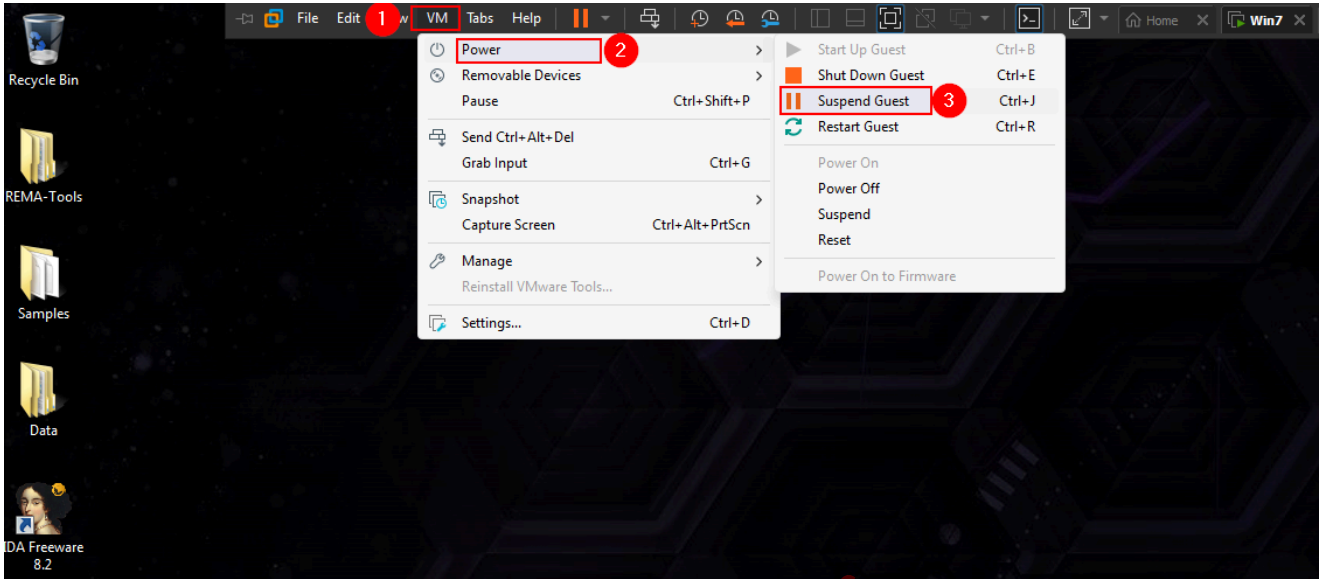 File Edit 1 w VM Tabs Help Home Win7
Recycle Bin
REMA-Tools
Samples
Data
IDA Freeware
8.2
Power 2
Removable Devices
Pause Ctrl+Shift+P
Send Ctrl+Alt+Del
Grab Input Ctrl+G
Snapshot
Capture Screen Ctrl+Alt+PrtScn
Manage
Reinstall VMware Tools...
Settings... Ctrl+D
Start Up Guest Ctrl+B
Shut Down Guest Ctrl+E
Suspend Guest 3 Ctrl+J
Restart Guest Ctrl+R
Power On
Power Off
Suspend
Reset
Power On to Firmware